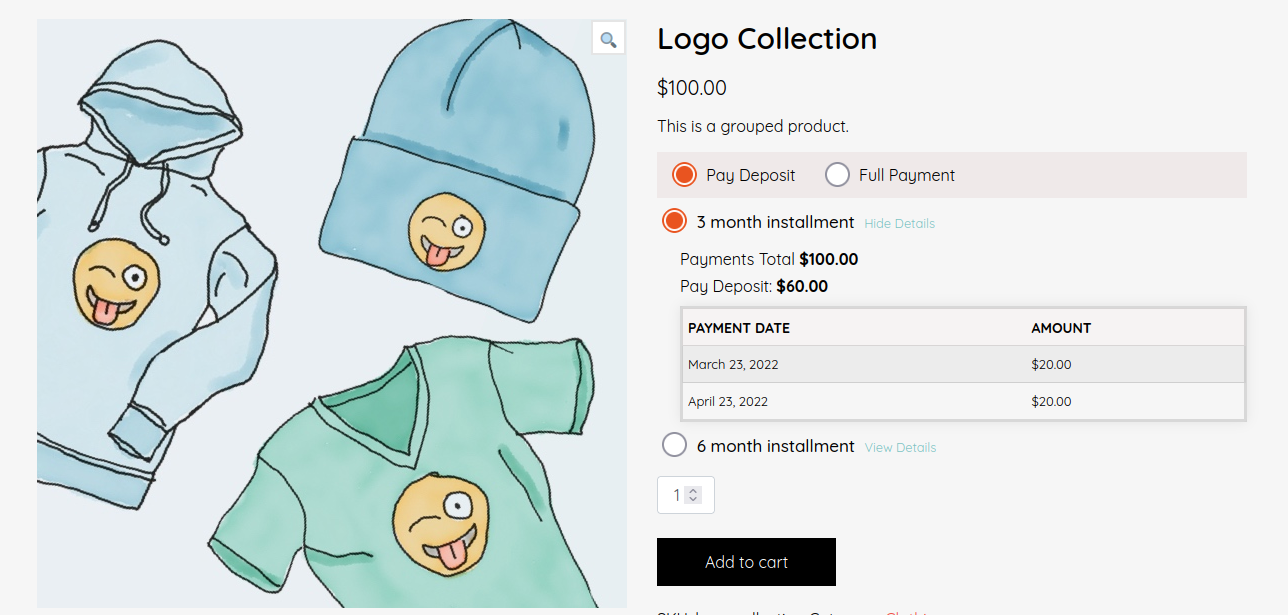 Logo Collection
$100.00
This is a grouped product.
Pay Deposit Full Payment
3 month installment Hide Details
Payments Total $100.00
Pay Deposit: $60.00
PAYMENT DATE AMOUNT
March 23, 2022 $20.00
April 23, 2022 $20.00
6 month installment View Details
1
Add to cart